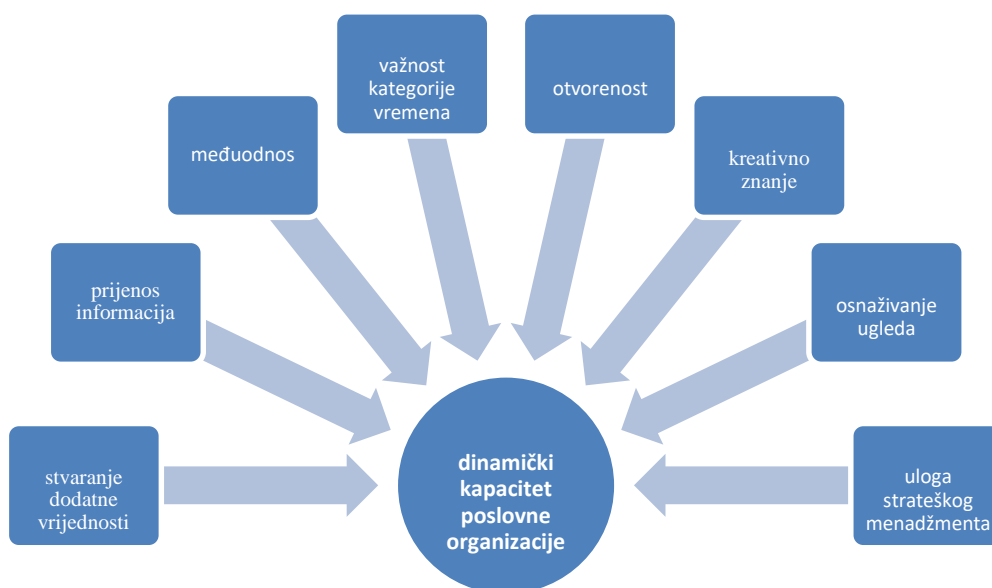 važnost
kategorije
vremena
otvorenost
međuodnos
kreativno
znanje
prijenos
informacija
osnaživanje
ugleda
stvaranje
dodatne
vrijednosti
dinamički
kapacitet
poslovne
organizacije
uloga
strateškog
menadžmenta